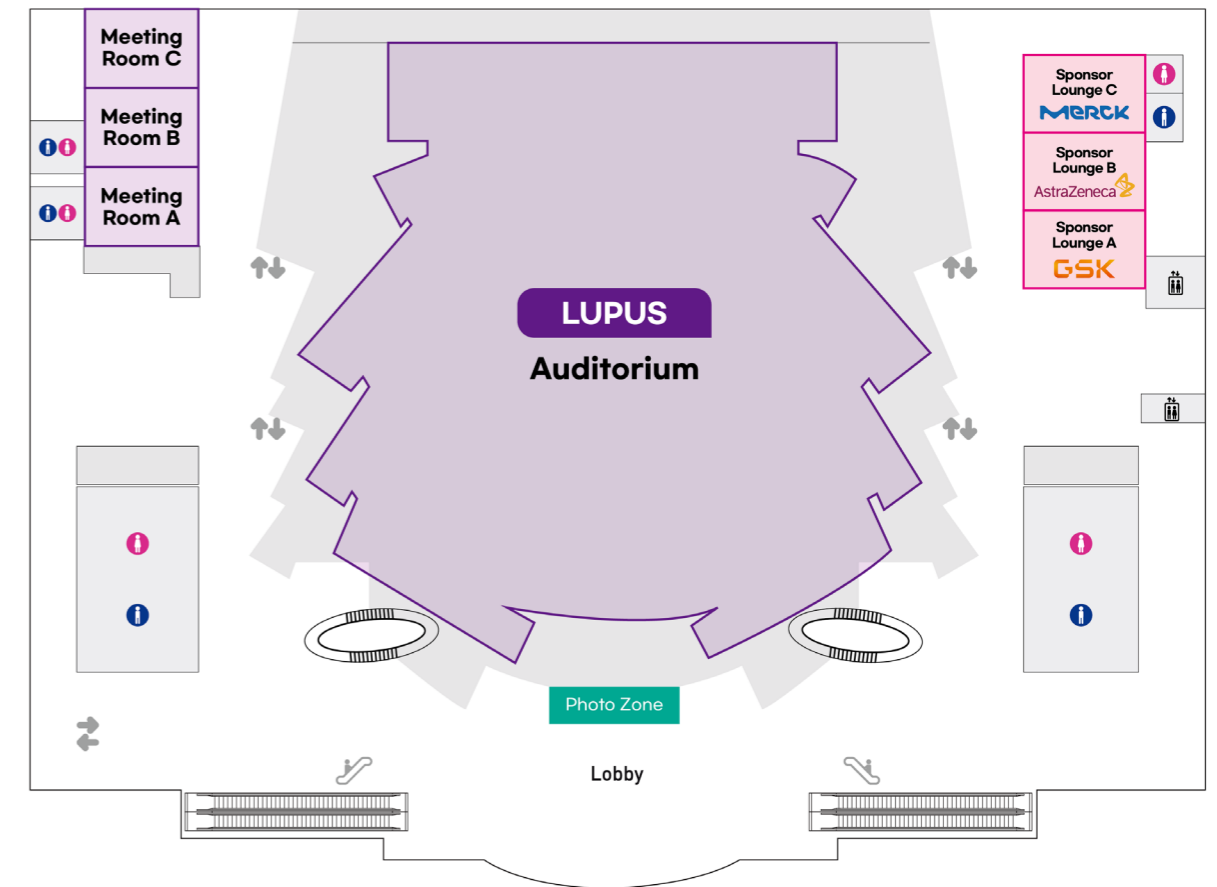 Meeting
Room C
Meeting
Room B
Meeting
Room A
Sponsor
Lounge C
MERCK
Sponsor
Lounge B
AstraZeneca
Sponsor
Lounge A
GSK
LUPUS
Auditorium
Photo Zone
Lobby